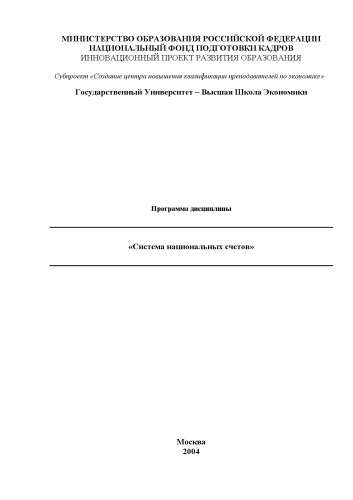 МИНИСТЕРСТВО ОБРАЗОВАНИЯ РОССИЙСКОЙ ФЕДЕРАЦИИ
НАЦИОНАЛЬНЫЙ ФОНД ПОДГОТОВКИ КАДРОВ
ИННОВАЦИОННЫЙ ПРОЕКТ РАЗВИТИЯ ОБРАЗОВАНИЯ
Субпроект «Создание центра повышения квалификации преподавателей по экономике»
Государственный Университет – Высшая Школа Экономики
Программа дисциплины
«Система национальных счетов»
Москва
2004